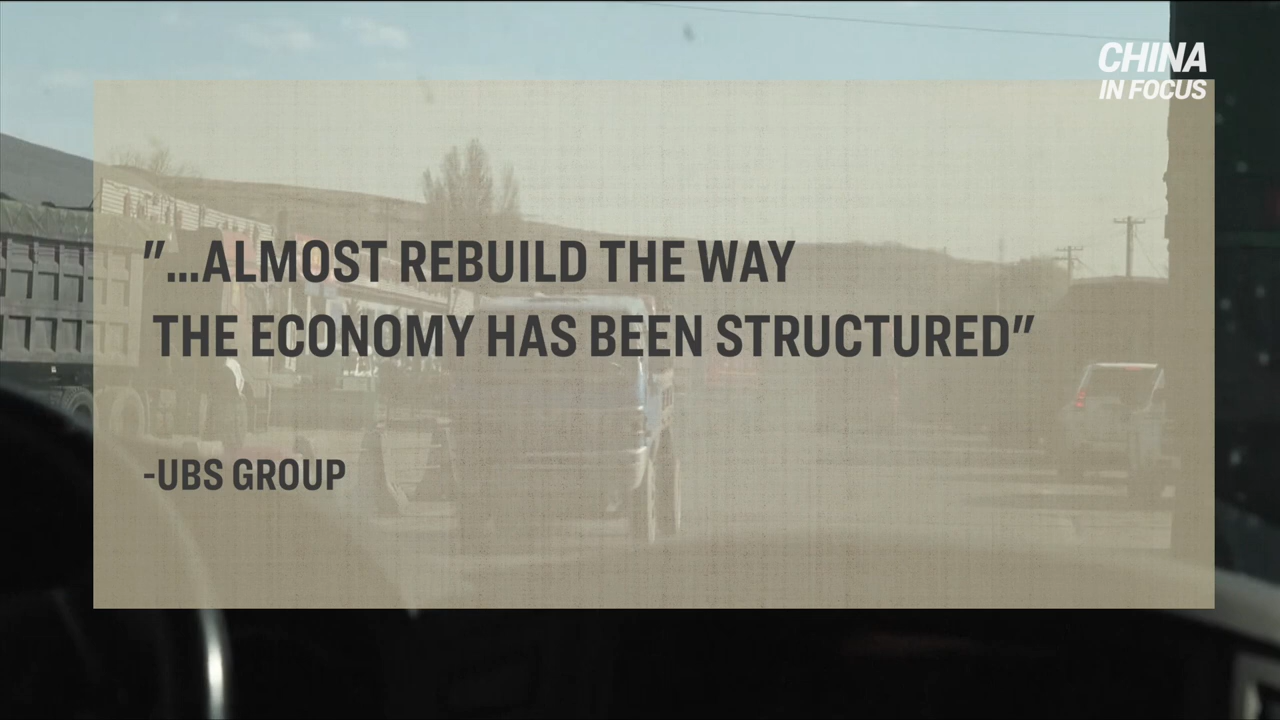 CHINA
IN FOCUS
"...ALMOST REBUILD THE WAY
THE ECONOMY HAS BEEN STRUCTURED"
-UBS GROUP